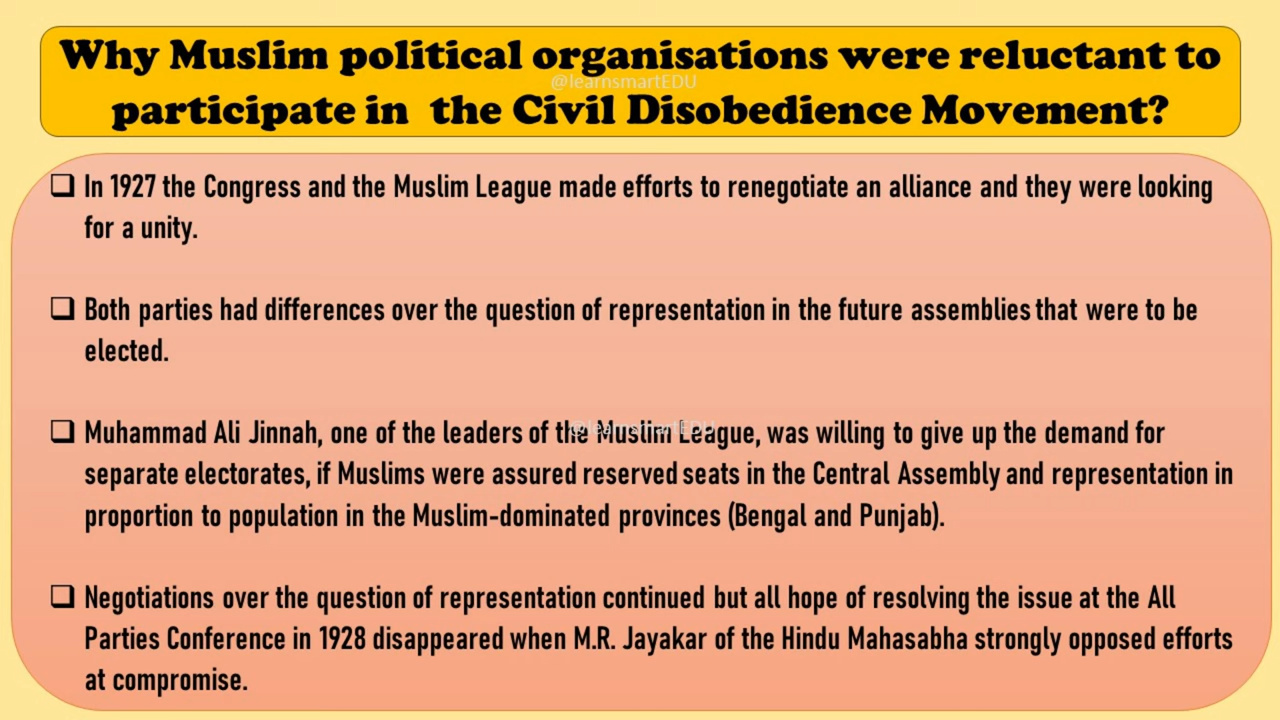 Why Muslim political organisations were reluctant to
@learnsmartEDU
participate in the Civil Disobedience Movement?
❑ In 1927 the Congress and the Muslim League made efforts to renegotiate an alliance and they were looking
for a unity.
❑ Both parties had differences over the question of representation in the future assemblies that were to be
elected.
@learnsmartEDU
❑ Muhammad Ali Jinnah, one of the leaders of the Muslim League, was willing to give up the demand for
separate electorates, if Muslims were assured reserved seats in the Central Assembly and representation in
proportion to population in the Muslim-dominated provinces (Bengal and Punjab).
❑ Negotiations over the question of representation continued but all hope of resolving the issue at the All
Parties Conference in 1928 disappeared when M.R. Jayakar of the Hindu Mahasabha strongly opposed efforts
at compromise.